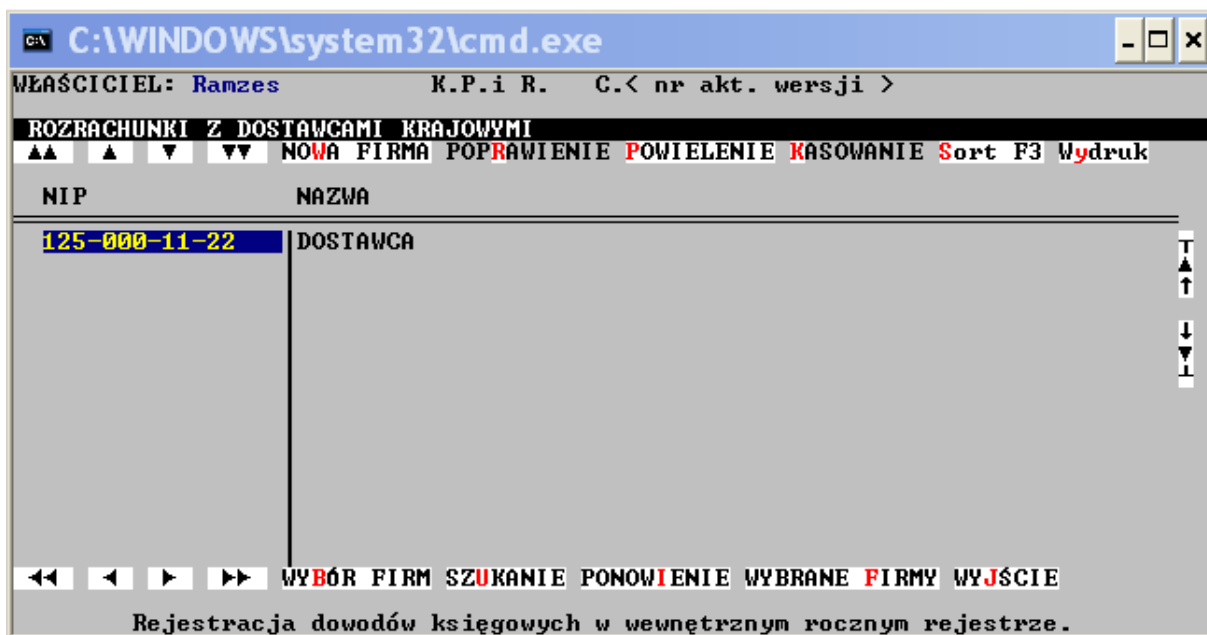 C:\WINDOWS\system32\cmd.exe
WŁAŚCICIEL: Ramzes K.P.i R. C.< nr akt. wersji >
ROZRACHUNKI Z DOSTAWCAMI KRAJOWYMI
NOWA FIRMA POPRAWIENIE POWIELENIE KASOWANIE Sort F3 Wydruk
NIP NAZWA
125-000-11-22 DOSTAWCA
WYBÓR FIRM SZUKANIE PONOWIENIE WYBRANE FIRMY WYJŚCIE
Rejestracja dowodów księgowych w wewnętrznym rocznym rejestrze.